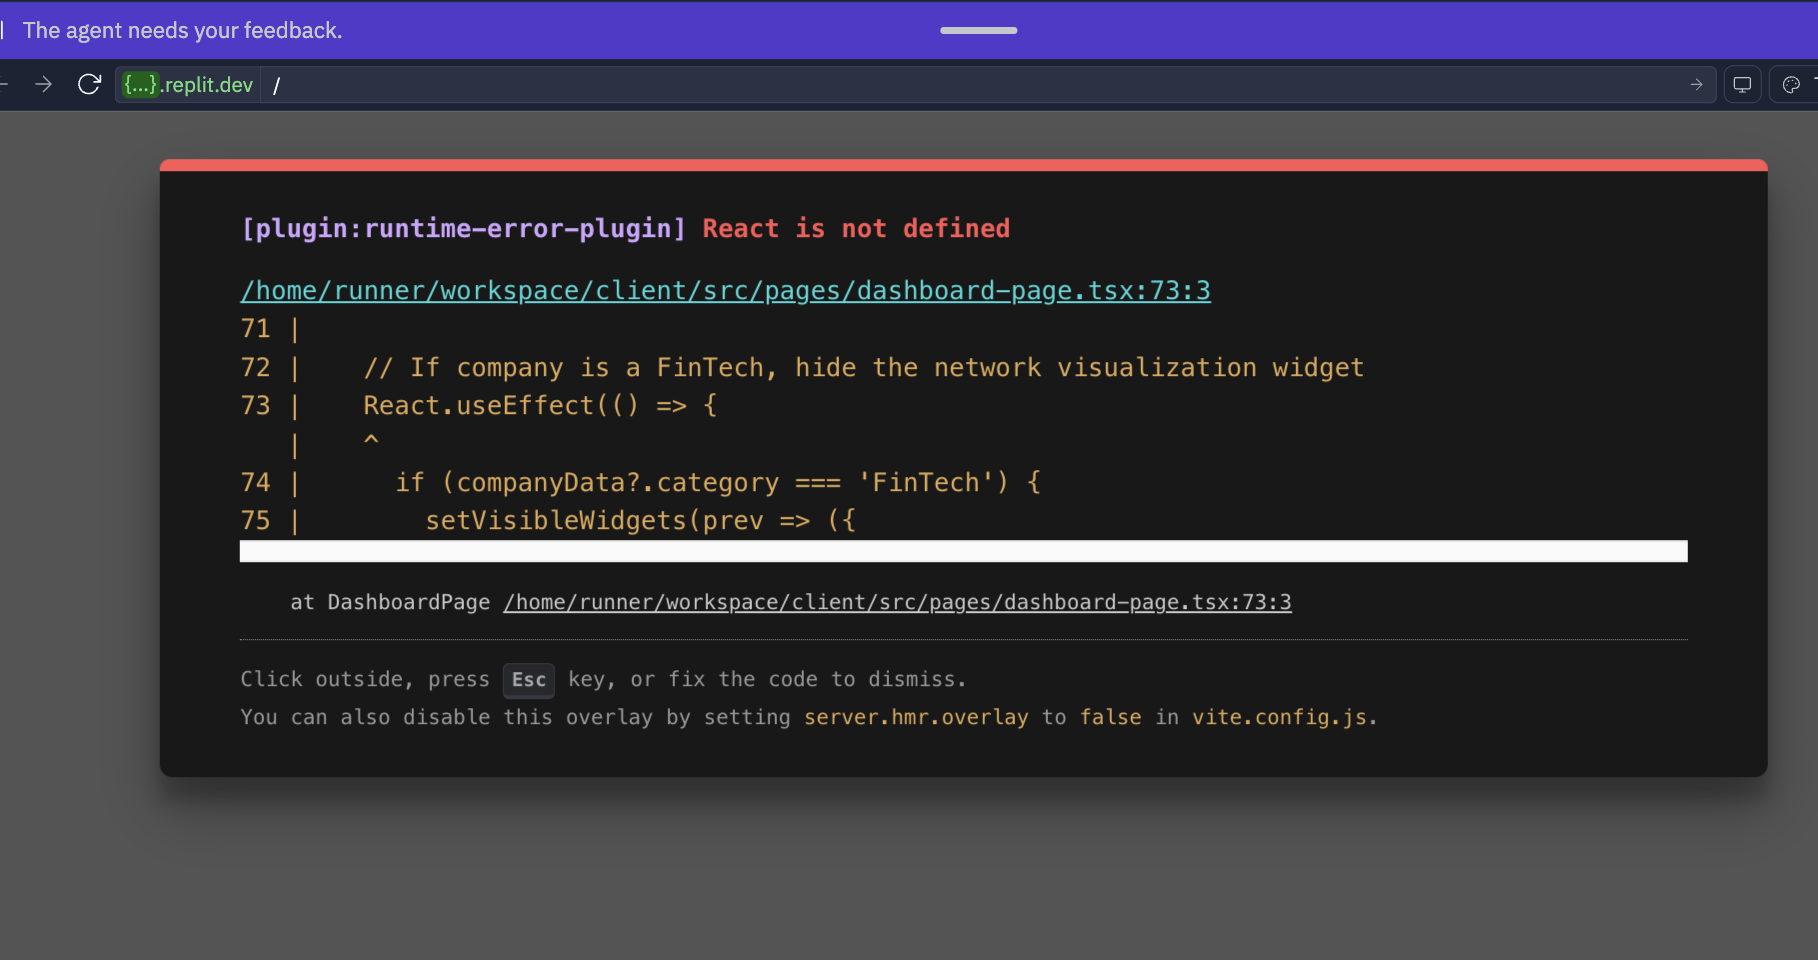 The agent needs your feedback.
{...}.replit.dev /
[plugin:runtime-error-plugin] React is not defined
/home/runner/workspace/client/src/pages/dashboard-page.tsx:73:3
71 |
72 |    // If company is a FinTech, hide the network visualization widget
73 |    React.useEffect(() => {
   |    ^
74 |      if (companyData?.category === 'FinTech') {
75 |        setVisibleWidgets(prev => ({
at DashboardPage /home/runner/workspace/client/src/pages/dashboard-page.tsx:73:3
Click outside, press Esc key, or fix the code to dismiss.
You can also disable this overlay by setting server.hmr.overlay to false in vite.config.js.